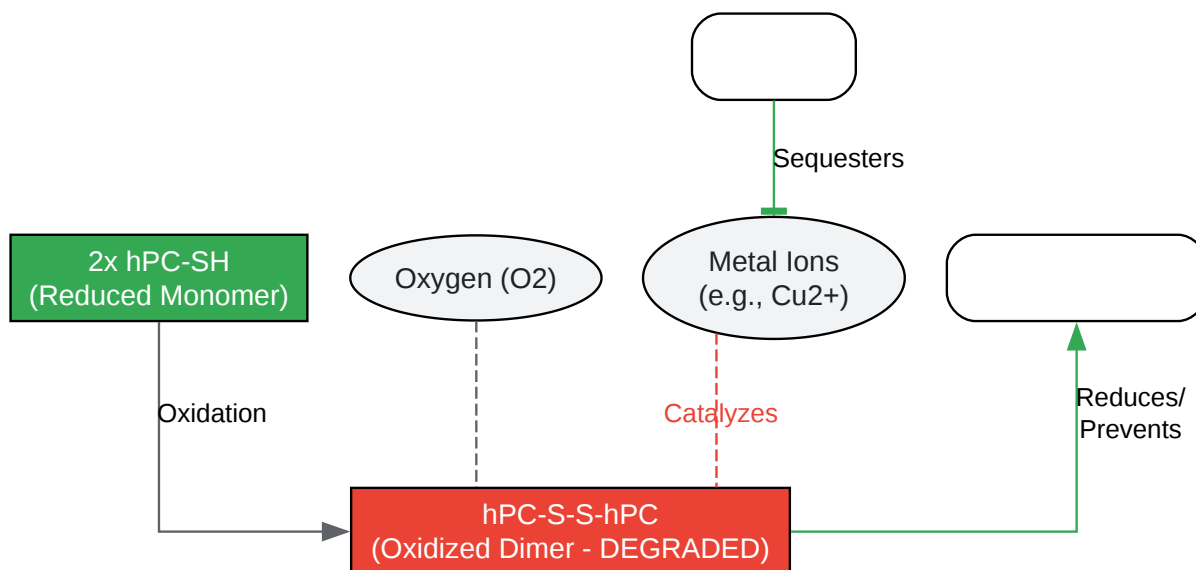 Sequesters
2x hPC-SH
(Reduced Monomer)
Oxygen (O2)
Metal Ions
(e.g., Cu2+)
Oxidation
Catalyzes
Reduces/
Prevents
hPC-S-S-hPC
(Oxidized Dimer - DEGRADED)